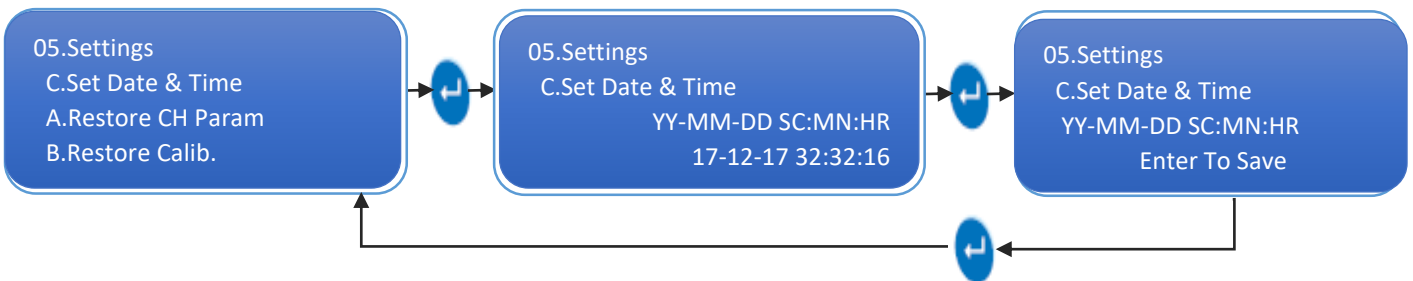 05.Settings
C.Set Date & Time
A.Restore CH Param
B.Restore Calib.
05.Settings
C.Set Date & Time
YY-MM-DD SC:MN:HR
17-12-17 32:32:16
05.Settings
C.Set Date & Time
YY-MM-DD SC:MN:HR
Enter To Save